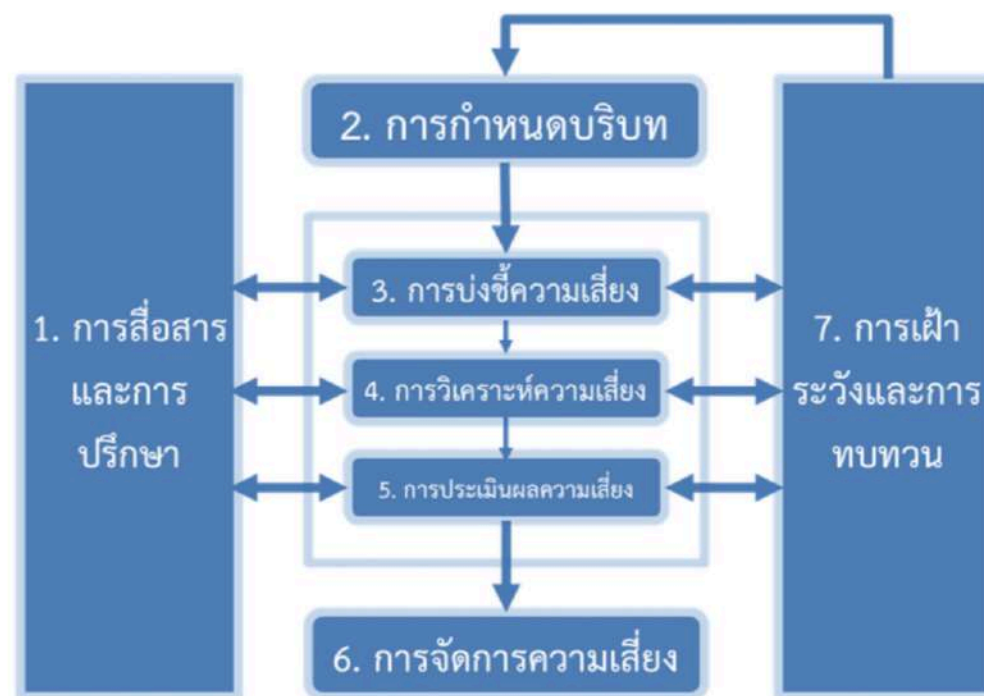 1. การสื่อสาร
และการ
ปรึกษา
2. การกำหนดบริบท
3. การบ่งชี้ความเสี่ยง
4. การวิเคราะห์ความเสี่ยง
5. การประเมินผลความเสี่ยง
6. การจัดการความเสี่ยง
7. การเฝ้า
ระวังและการ
ทบทวน